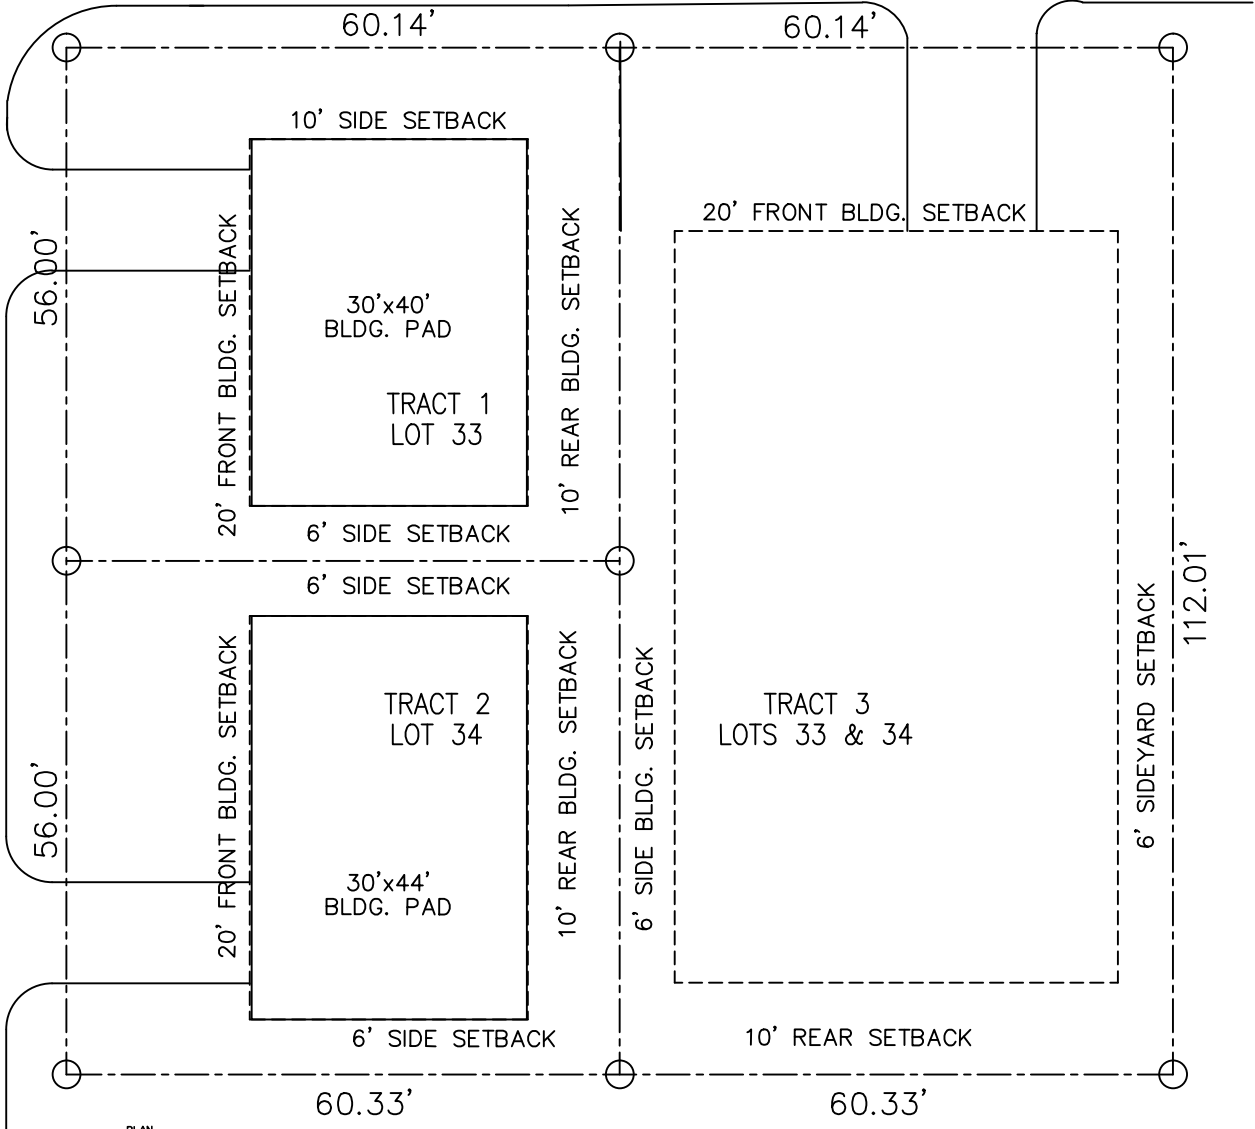 60.14'
60.14'
10' SIDE SETBACK
20' FRONT BLDG. SETBACK
56.00'
20' FRONT BLDG. SETBACK
30'x40'
BLDG. PAD
TRACT 1
LOT 33
10' REAR BLDG. SETBACK
6' SIDE SETBACK
6' SIDE SETBACK
56.00'
20' FRONT BLDG. SETBACK
TRACT 2
LOT 34
30'x44'
BLDG. PAD
10' REAR BLDG. SETBACK
6' SIDE BLDG. SETBACK
TRACT 3
LOTS 33 & 34
6' SIDEYARD SETBACK
112.01'
6' SIDE SETBACK
10' REAR SETBACK
60.33'
60.33'
PLAN